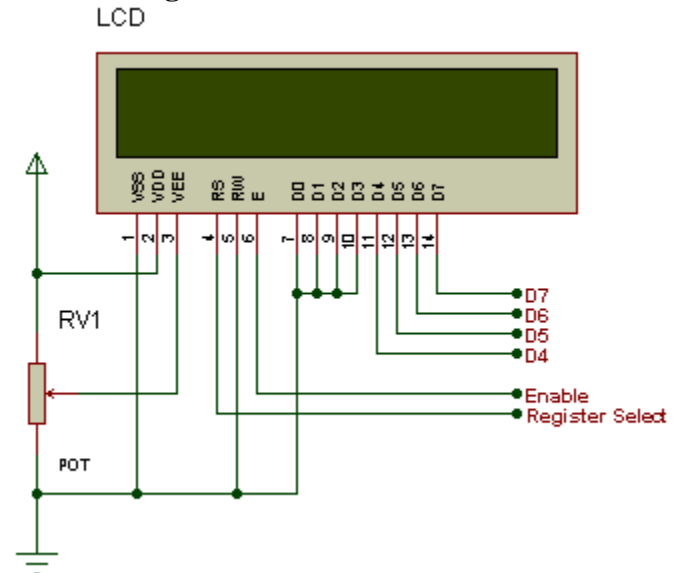 LCD
VSS
VDD
VEE
RS
RW
E
D0
D1
D2
D3
D4
D5
D6
D7
1
2
3
4
5
6
7
8
9
10
11
12
13
14
D7
D6
D5
D4
RV1
Enable
Register Select
POT